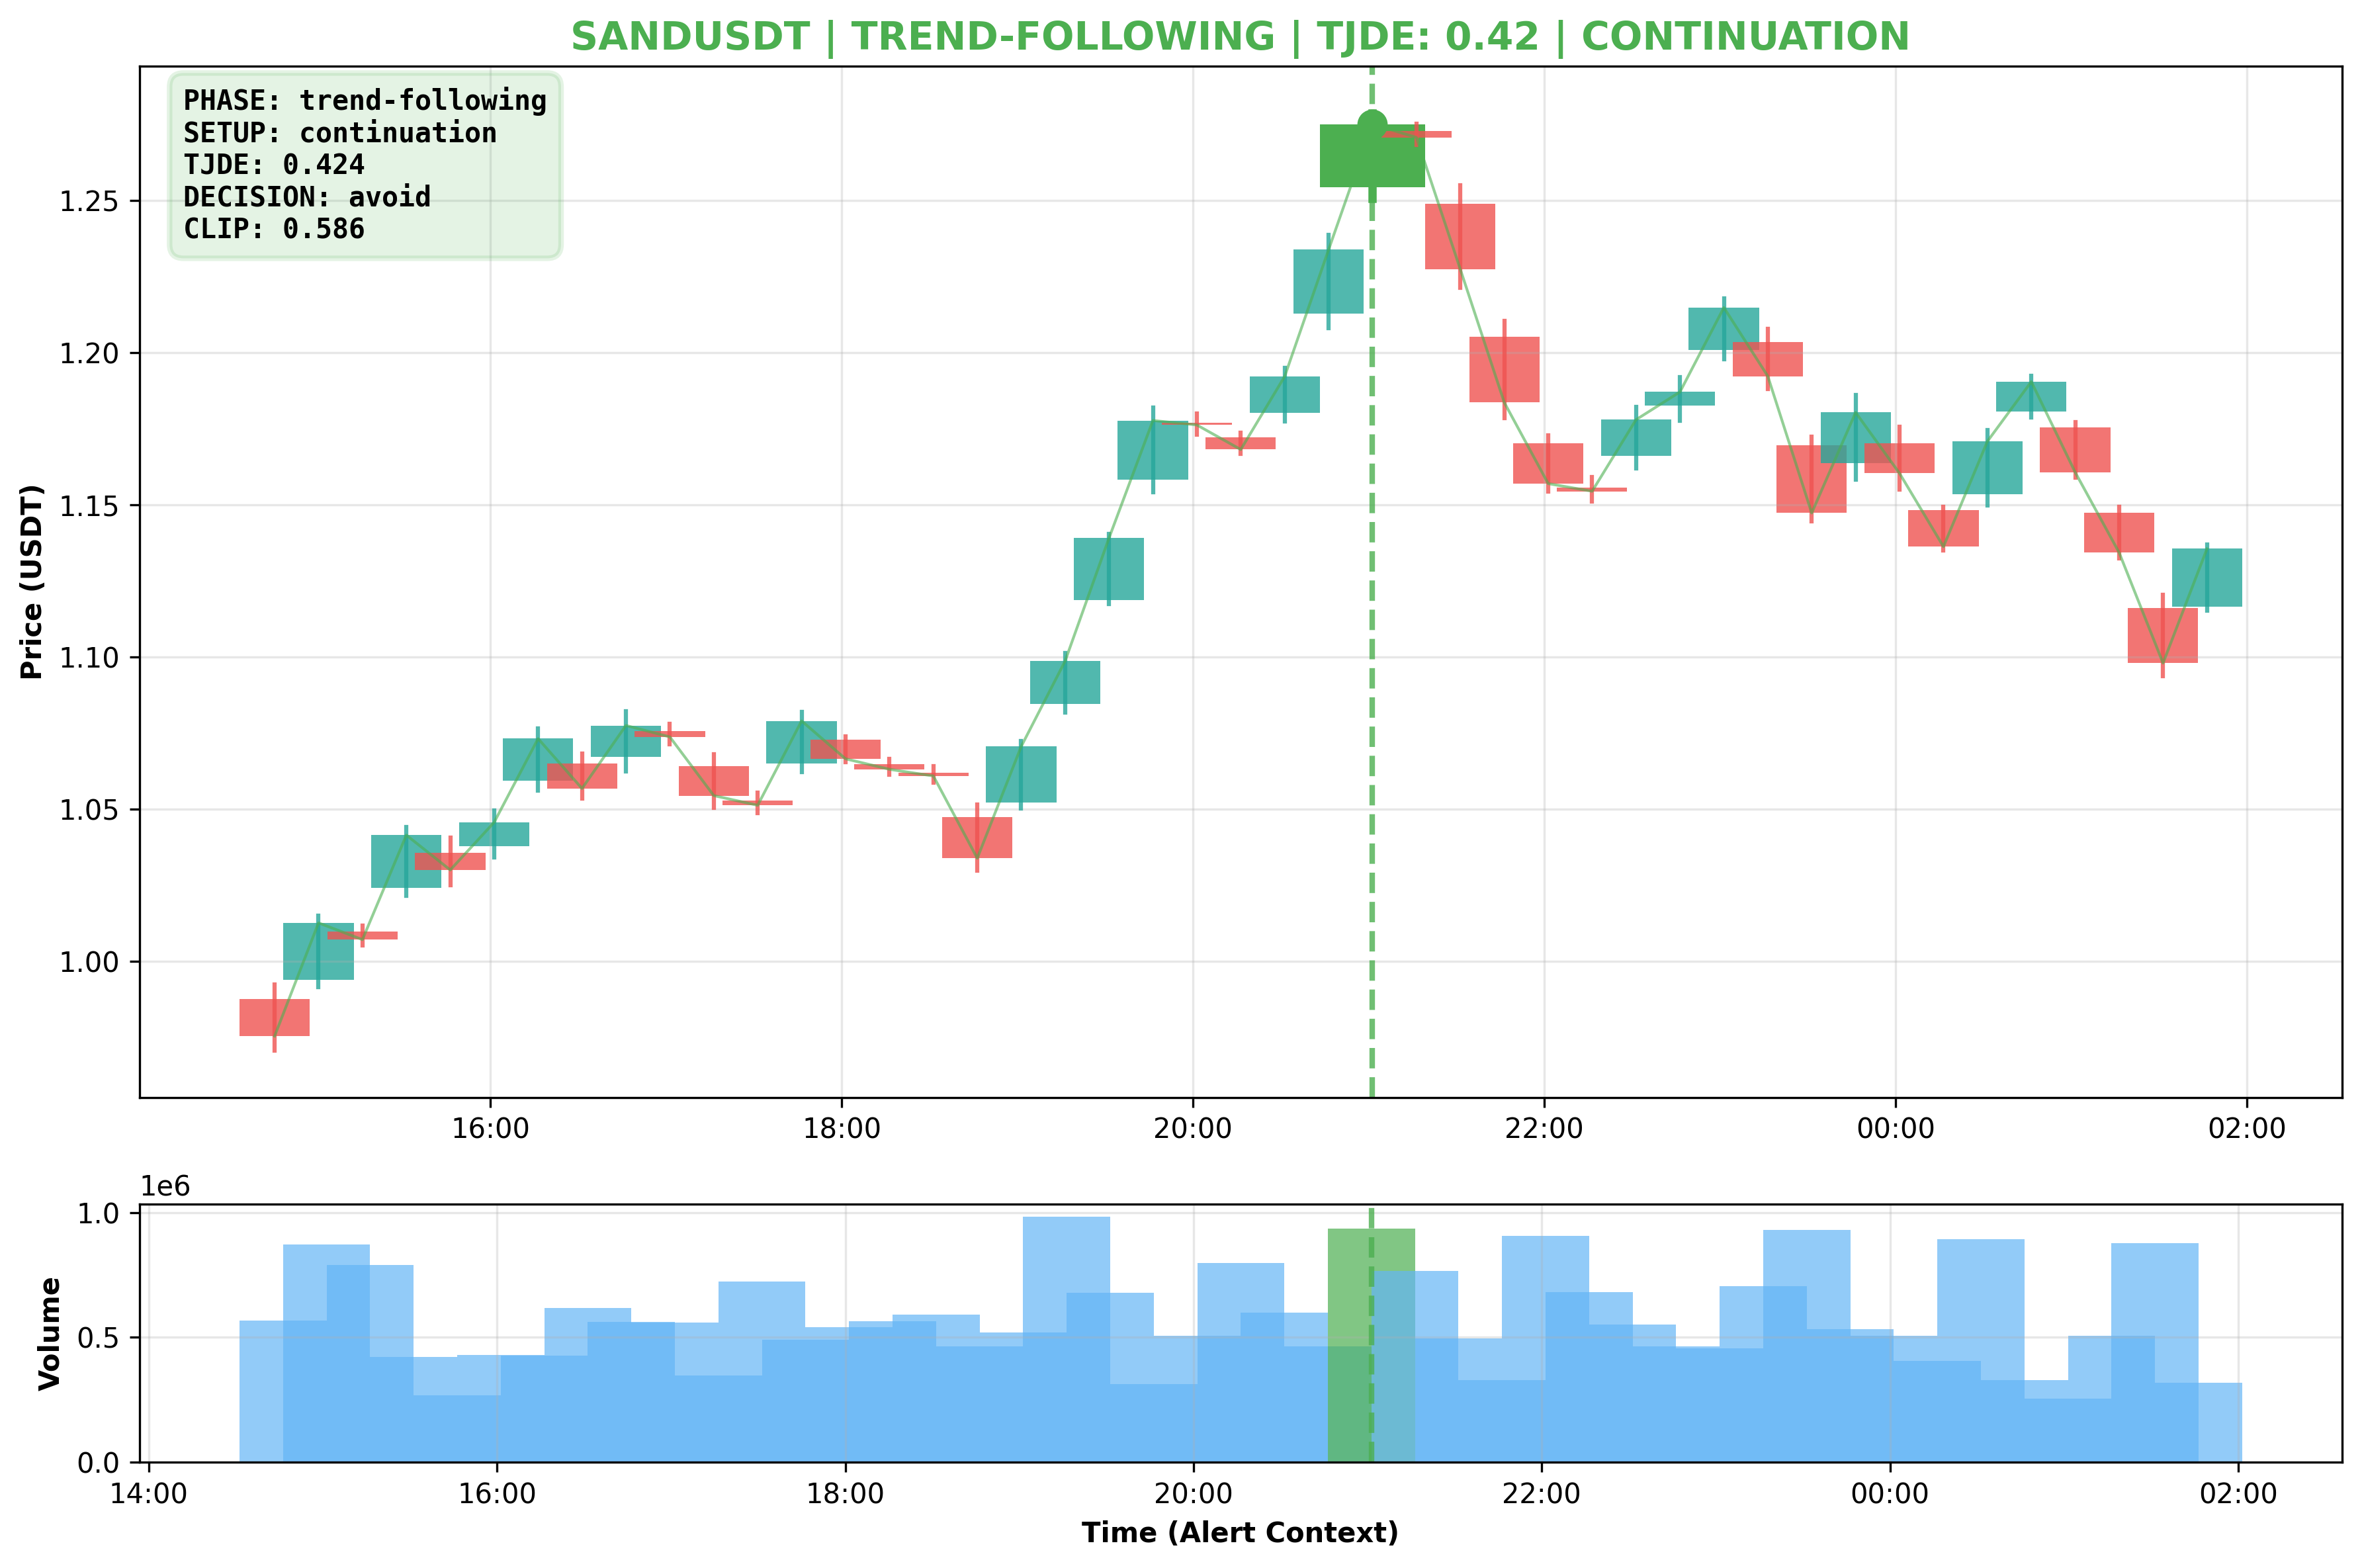 SANDUSDT | TREND-FOLLOWING | TJDE: 0.42 | CONTINUATION
PHASE: trend-following
SETUP: continuation
TJDE: 0.424
DECISION: avoid
CLIP: 0.586
Price (USDT)
1.25
1.20
1.15
1.10
1.05
1.00
16:00 18:00 20:00 22:00 00:00 02:00
1e6
Volume
1.0
0.5
0.0
14:00 16:00 18:00 20:00 22:00 00:00 02:00
Time (Alert Context)